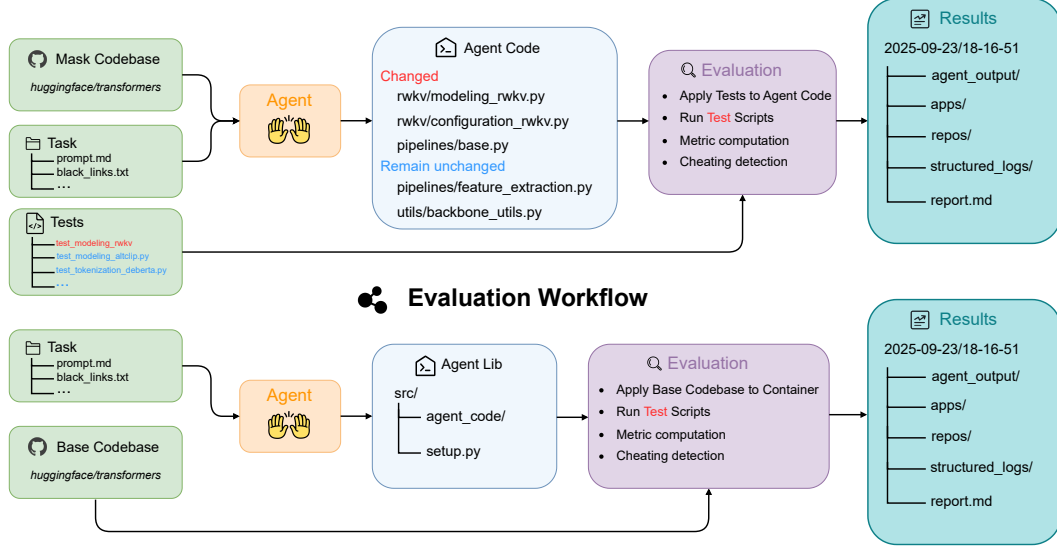 Mask Codebase
huggingface/transformers
Task
prompt.md
black_links.txt
...
Tests
test_modeling_rwkv
test_modeling_altclip.py
test_tokenization_deberta.py
...
Agent
Agent Code
Changed
rwkv/modeling_rwkv.py
rwkv/configuration_rwkv.py
pipelines/base.py
Remain unchanged
pipelines/feature_extraction.py
utils/backbone_utils.py
Evaluation
• Apply Tests to Agent Code
• Run Test Scripts
• Metric computation
• Cheating detection
Results
2025-09-23/18-16-51
agent_output/
apps/
repos/
structured_logs/
report.md
Evaluation Workflow
Task
prompt.md
black_links.txt
...
Base Codebase
huggingface/transformers
Agent
Agent Lib
src/
agent_code/
setup.py
Evaluation
• Apply Base Codebase to Container
• Run Test Scripts
• Metric computation
• Cheating detection
Results
2025-09-23/18-16-51
agent_output/
apps/
repos/
structured_logs/
report.md